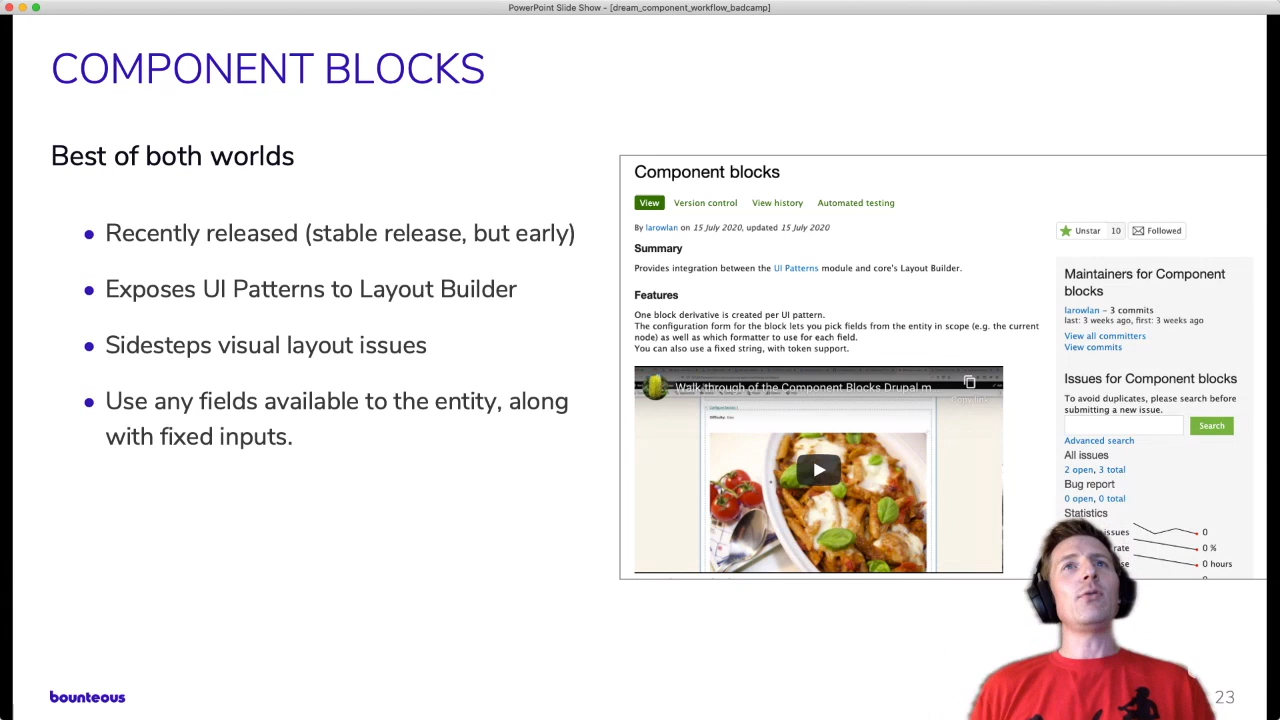 PowerPoint Slide Show - [dream_component_workflow_badcamp]
COMPONENT BLOCKS
Best of both worlds
Recently released (stable release, but early)
Exposes UI Patterns to Layout Builder
Sidesteps visual layout issues
Use any fields available to the entity, along
with fixed inputs.
Component blocks
View Version control View history Automated testing
By larowlan on 15 July 2020, updated 15 July 2020
Summary
Provides integration between the UI Patterns module and core's Layout Builder.
Features
One block derivative is created per UI pattern.
The configuration form for the block lets you pick fields from the entity in scope (e.g. the current
node) as well as which formatter to use for each field.
You can also use a fixed string, with token support.
Walk through of the Component Blocks Drupal m
Copy link
Unstar 10 Followed
Maintainers for Component
blocks
larowlan - 3 commits
last: 3 weeks ago, first: 3 weeks ago
View all committers
View commits
Issues for Component blocks
To avoid duplicates, please search before
submitting a new issue.
Search
Advanced search
All issues
2 open, 3 total
Bug report
0 open, 0 total
Statistics
issues 0
rate 0 %
se 0 hours
bounteous
23